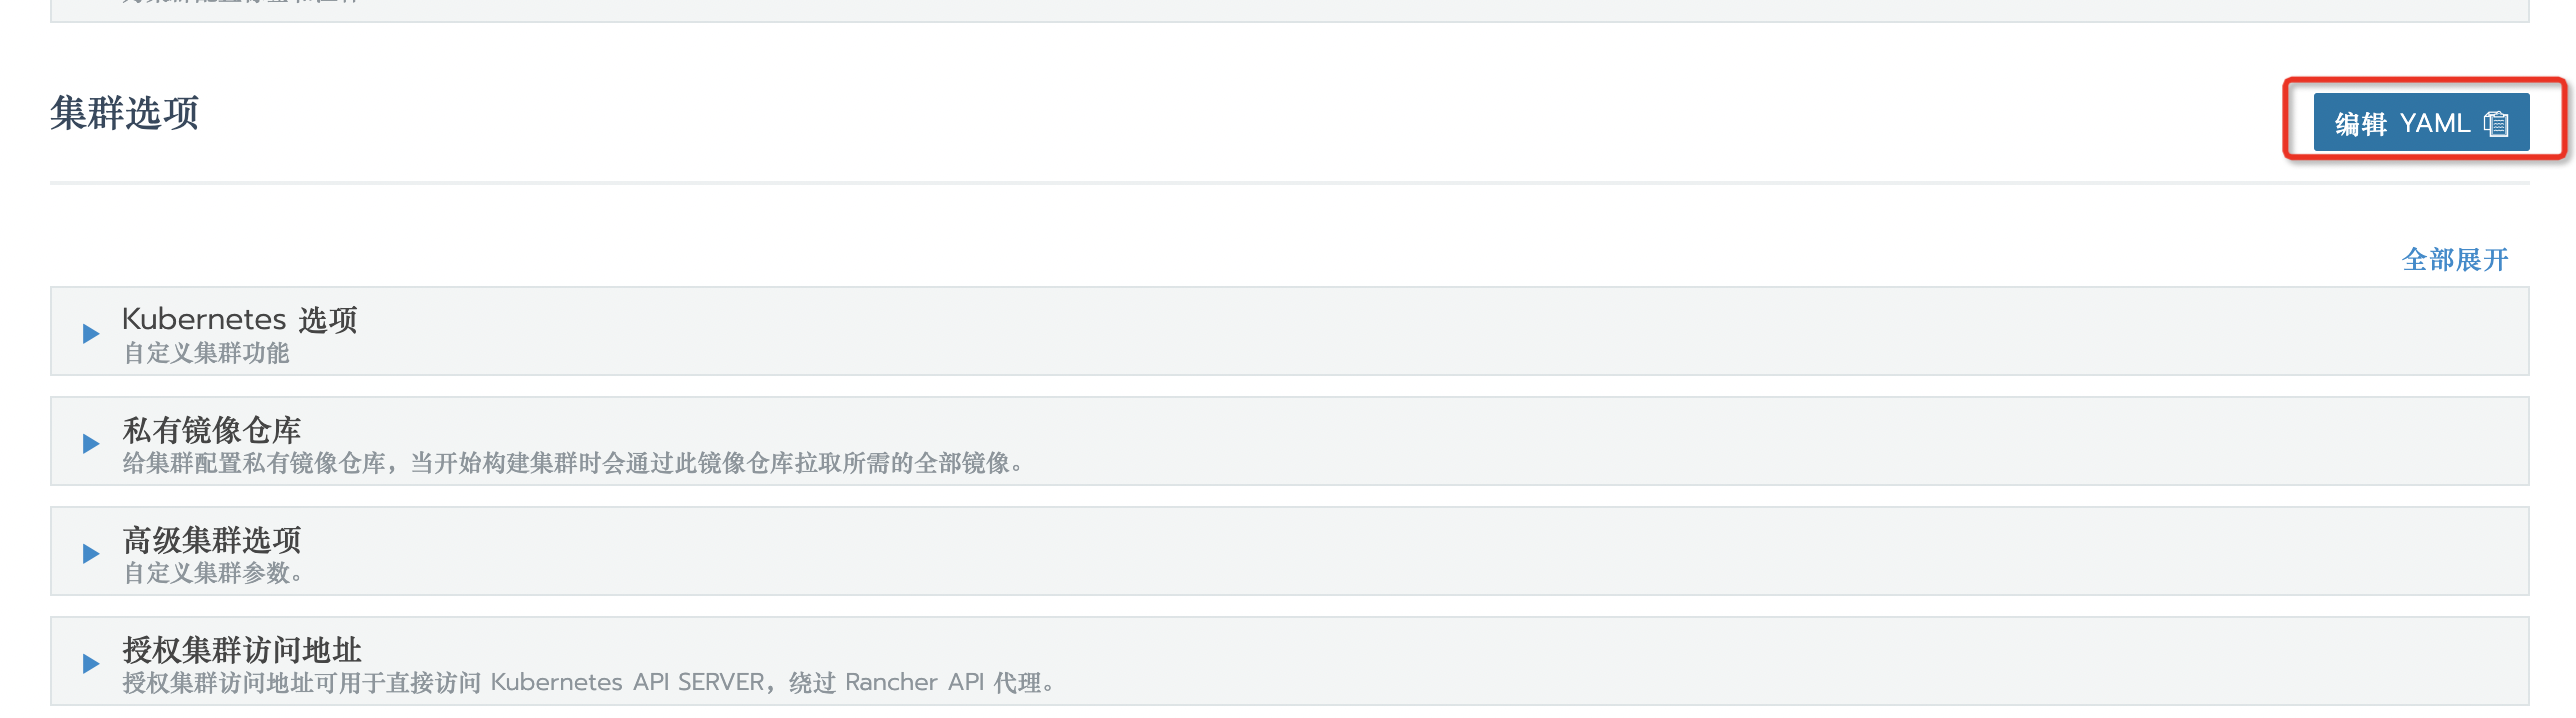 集群选项
编辑 YAML
全部展开
Kubernetes 选项
自定义集群功能
私有镜像仓库
给集群配置私有镜像仓库，当开始构建集群时会通过此镜像仓库拉取所需的全部镜像。
高级集群选项
自定义集群参数。
授权集群访问地址
授权集群访问地址可用于直接访问 Kubernetes API SERVER，绕过 Rancher API 代理。